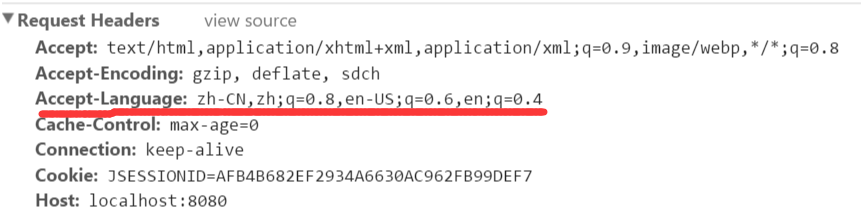 Request Headers view source
Accept: text/html,application/xhtml+xml,application/xml;q=0.9,image/webp,*/*;q=0.8
Accept-Encoding: gzip, deflate, sdch
Accept-Language: zh-CN,zh;q=0.8,en-US;q=0.6,en;q=0.4
Cache-Control: max-age=0
Connection: keep-alive
Cookie: JSESSIONID=AFB4B682EF2934A6630AC962FB99DEF7
Host: localhost:8080